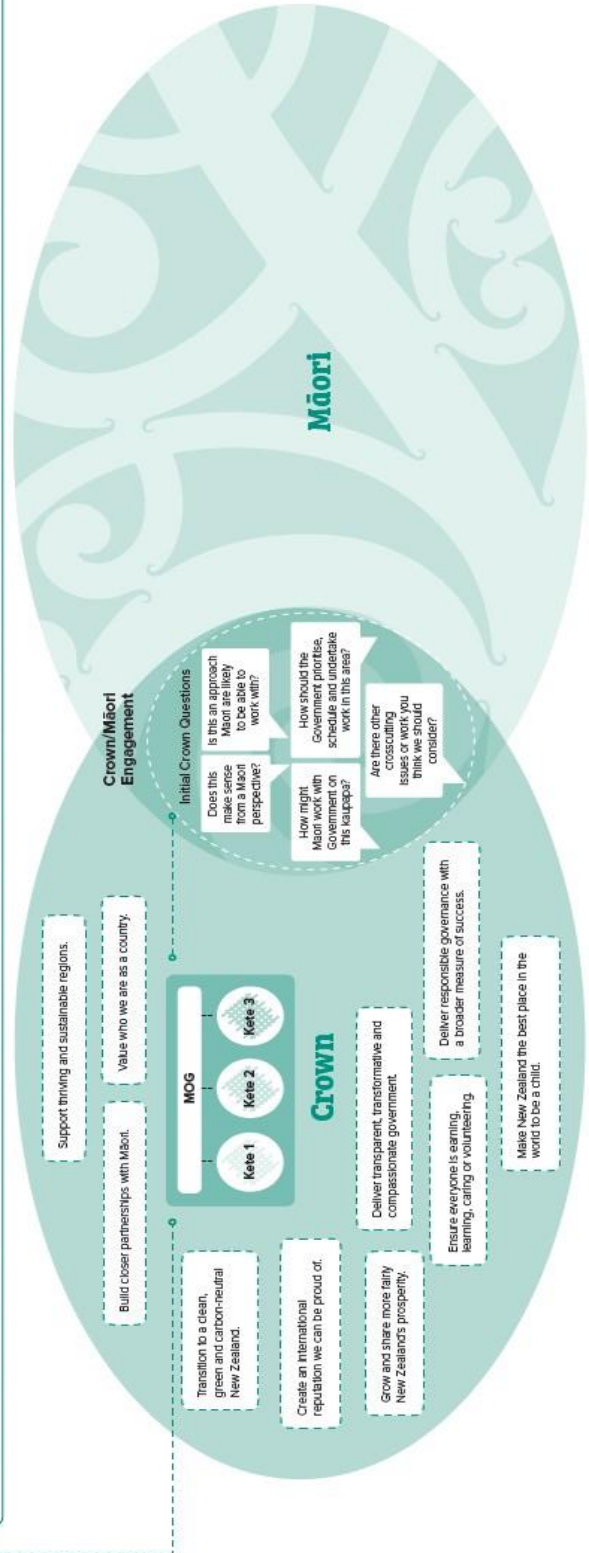 Support thriving and sustainable regions.
Build closer partnerships with Māori.
Value who we are as a country.
MOG
Kete 1
Kete 2
Kete 3
Crown
Transition to a clean,
green and carbon-neutral
New Zealand.
Create an international
reputation we can be proud of.
Grow and share more fairly
New Zealand's prosperity.
Deliver transparent, transformative and
compassionate government.
Ensure everyone is earning,
learning, caring or volunteering.
Deliver responsible governance with
a broader measure of success.
Make New Zealand the best place in the
world to be a child.
Crown/Māori
Engagement
Initial Crown Questions
Does this
make sense
from a Māori
perspective?
Is this an approach
Māori are likely
to be able to
work with?
How might
Māori work with
Government on
this kaupapa?
How should the
Government prioritise,
schedule and undertake
work in this area?
Are there other
crosscutting
issues or work you
think we should
consider?
Māori